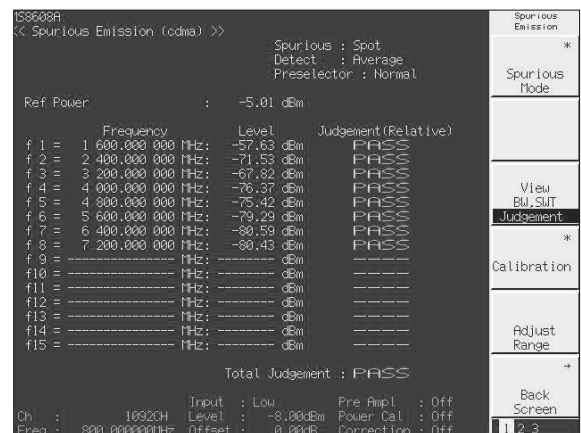 MS8608A
<< Spurious Emission (cdma) >>
Spurious : Spot
Detect : Average
Preselector : Normal
Ref Power : -5.01 dBm
Frequency Level Judgement(Relative)
f 1 = 1 600.000 000 MHz: -57.63 dBm PASS
f 2 = 2 400.000 000 MHz: -71.53 dBm PASS
f 3 = 3 200.000 000 MHz: -67.82 dBm PASS
f 4 = 4 000.000 000 MHz: -76.37 dBm PASS
f 5 = 4 800.000 000 MHz: -75.42 dBm PASS
f 6 = 5 600.000 000 MHz: -79.29 dBm PASS
f 7 = 6 400.000 000 MHz: -80.59 dBm PASS
f 8 = 7 200.000 000 MHz: -80.43 dBm PASS
f 9 = --------------- MHz: -------- dBm -----
f10 = --------------- MHz: -------- dBm -----
f11 = --------------- MHz: -------- dBm -----
f12 = --------------- MHz: -------- dBm -----
f13 = --------------- MHz: -------- dBm -----
f14 = --------------- MHz: -------- dBm -----
f15 = --------------- MHz: -------- dBm -----
Total Judgement : PASS
Input : Low Pre Ampl : Off
Ch : 1092CH Level : -8.00dBm Power Cal : Off
Freq : 800.000000MHz Offset : 0.00dB Correction : Off
Spurious
Emission
*
Spurious
Mode
View
BW,SWT
Judgement
*
Calibration
Adjust
Range
→
Back
Screen
1 2 3